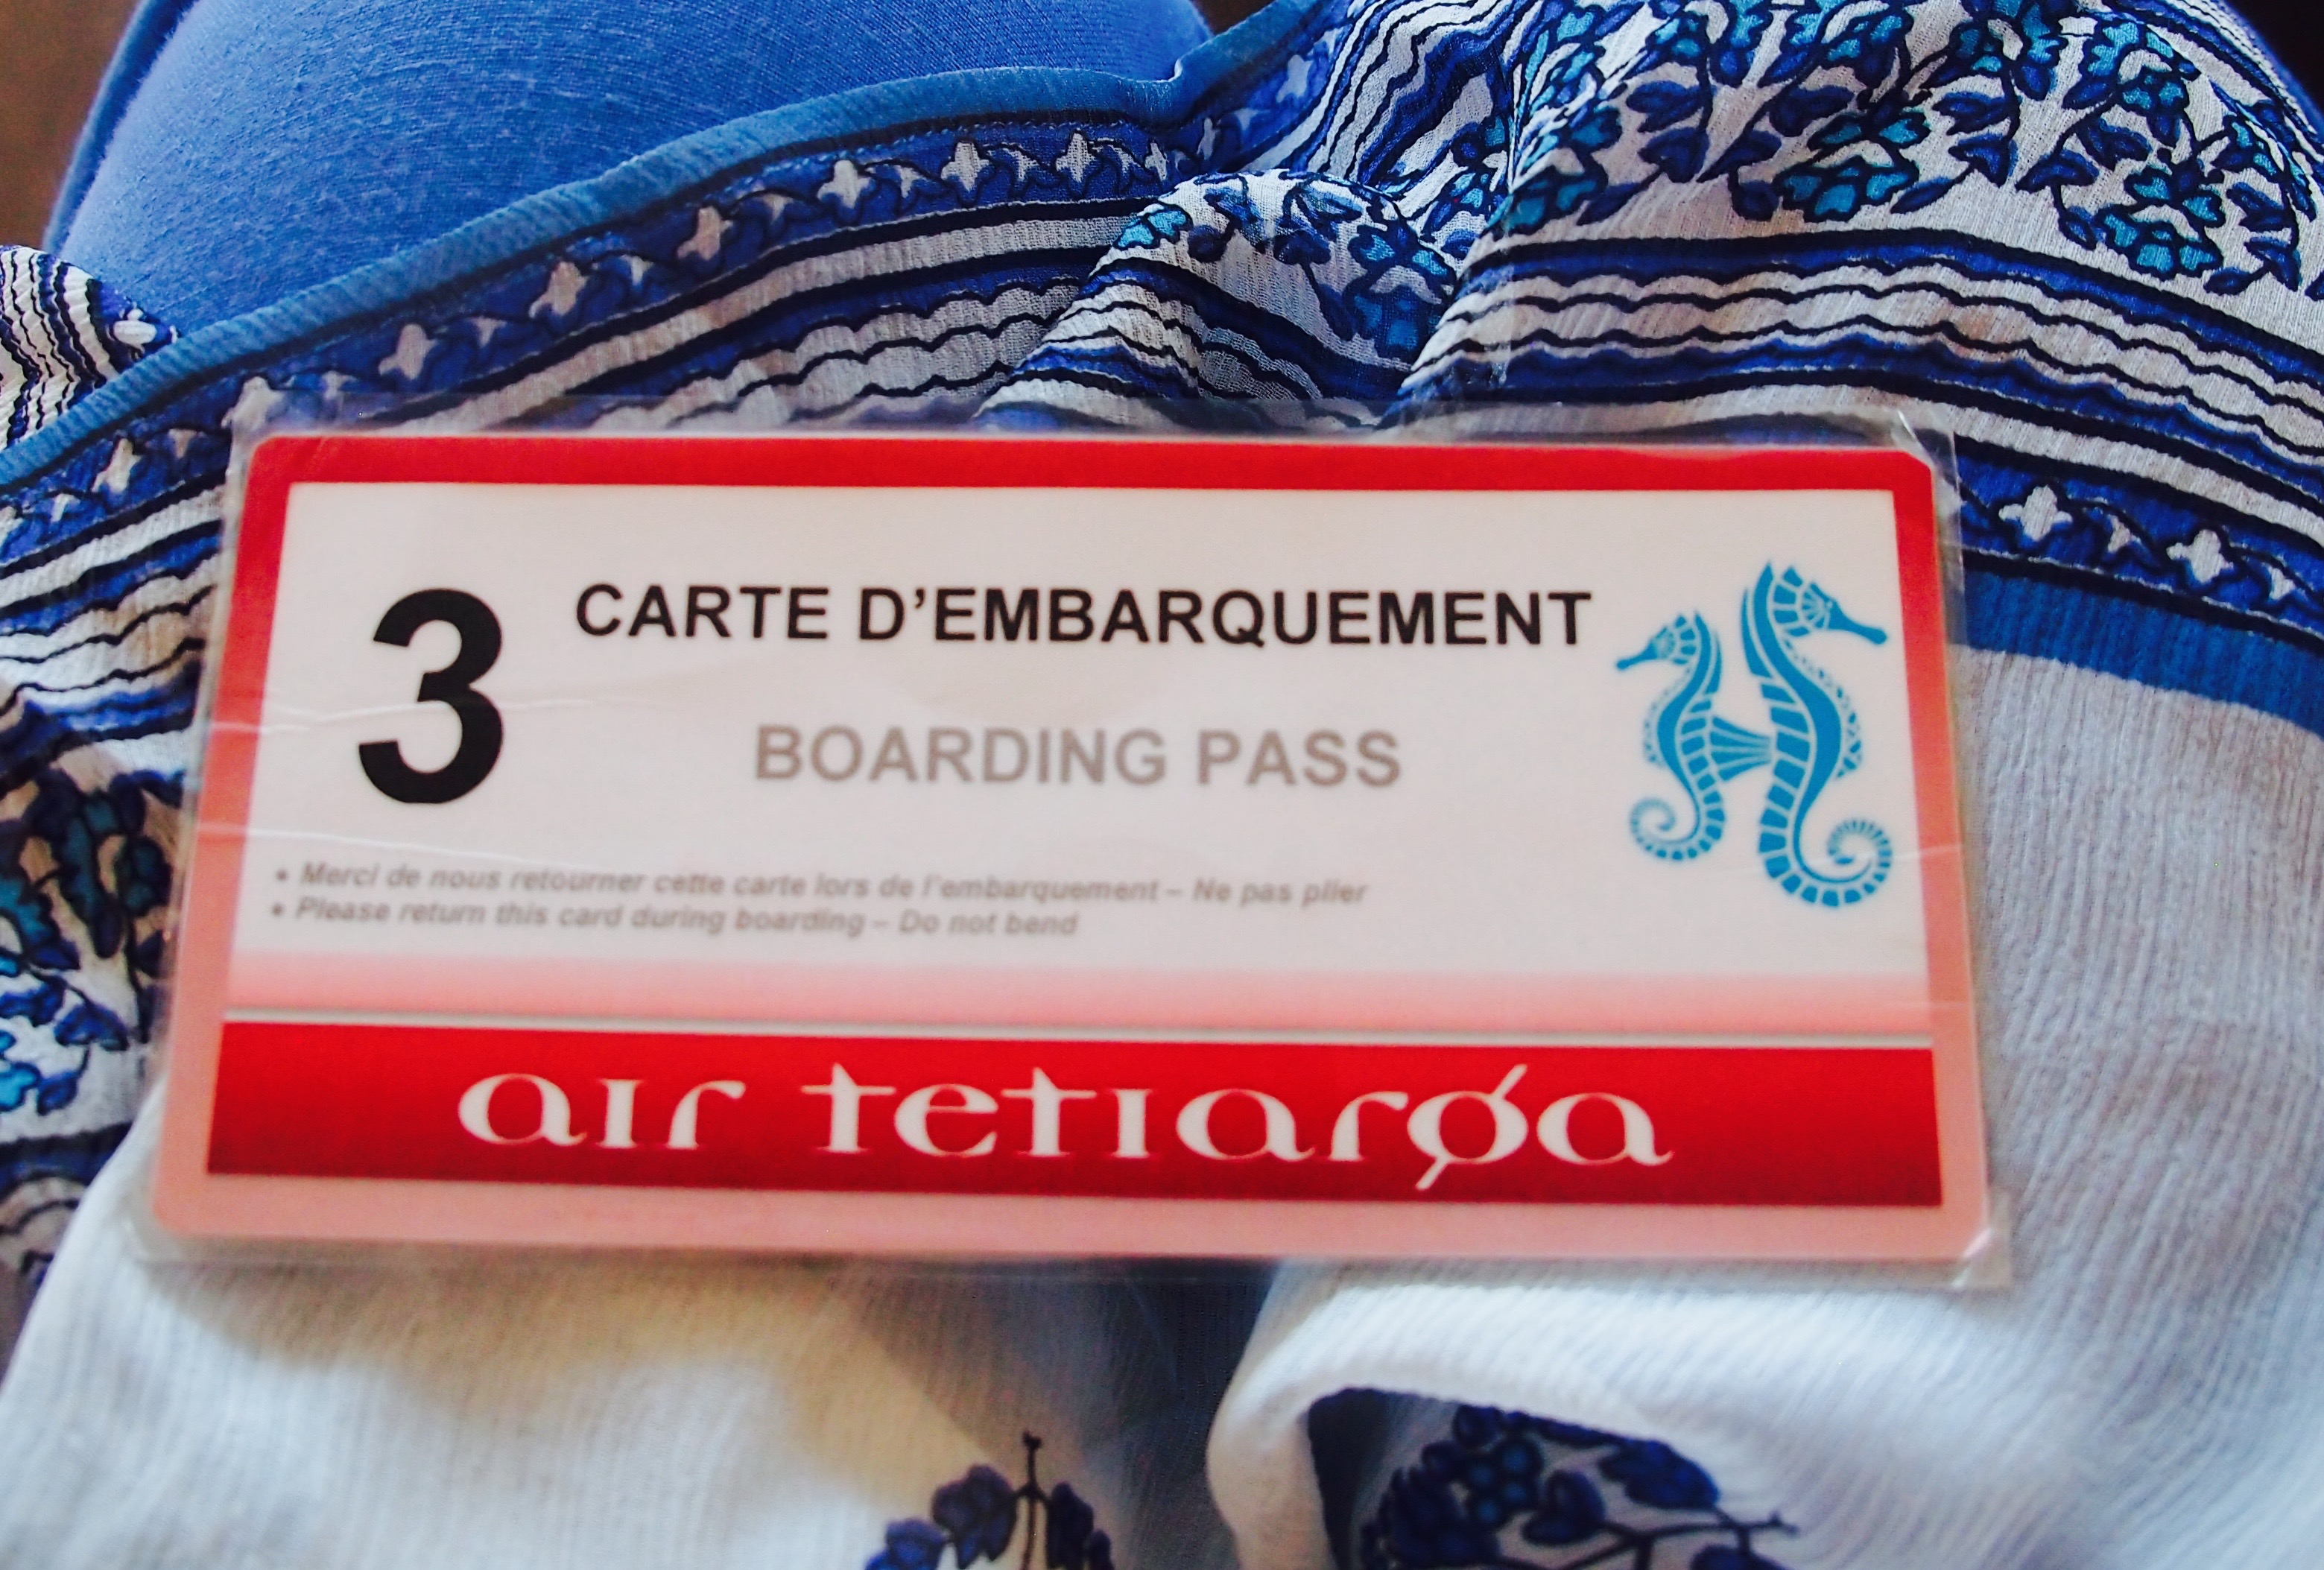 3 CARTE D'EMBARQUEMENT
BOARDING PASS
• Merci de nous retourner cette carte lors de l'embarquement – Ne pas plier
• Please return this card during boarding – Do not bend
air tetiarøa